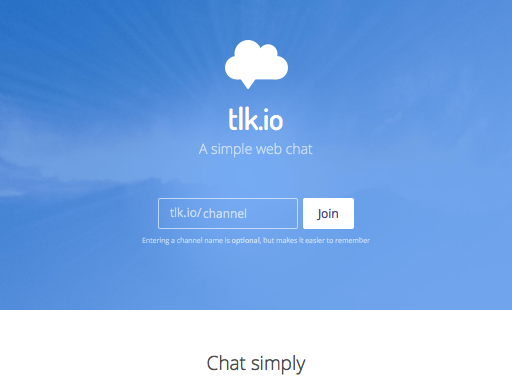 tlk.io
A simple web chat
tlk.io/channel
Join
Entering a channel name is optional, but makes it easier to remember
Chat simply